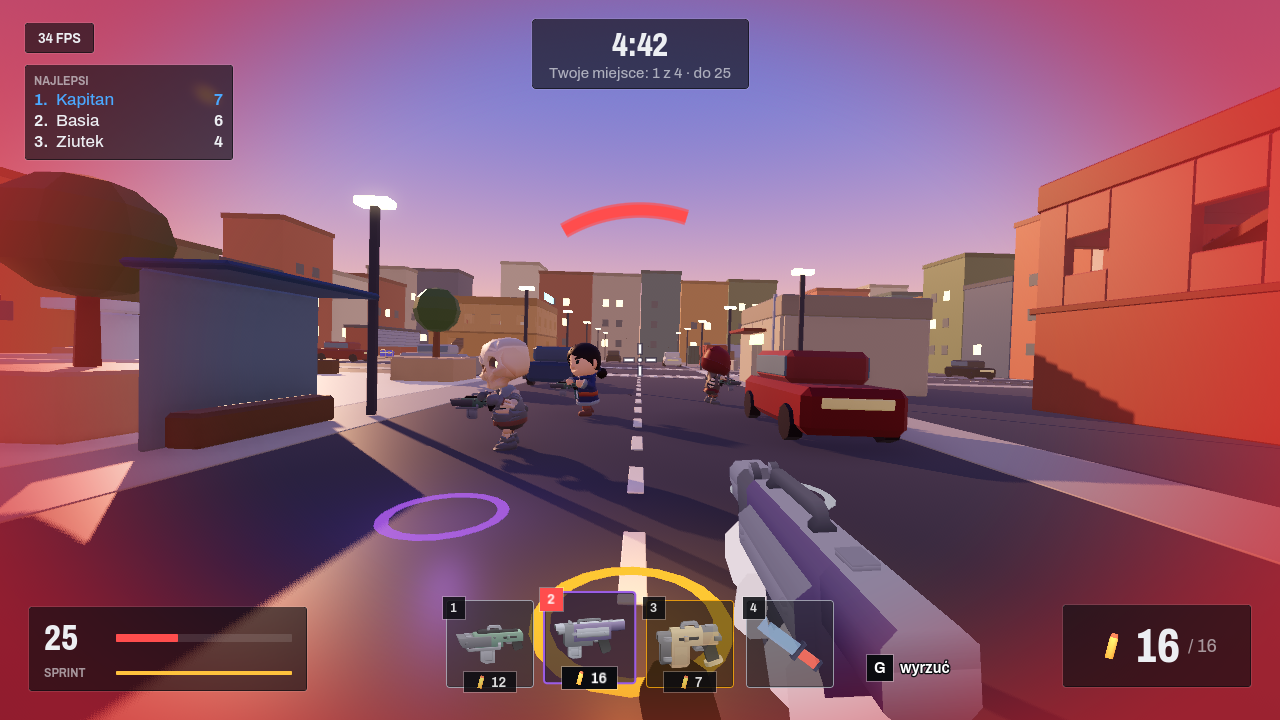 34 FPS
4:42
Twoje miejsce: 1 z 4 · do 25
NAJLEPSI
1. Kapitan 7
2. Basia 6
3. Ziutek 4
25
SPRINT
1
12
2
16
3
7
4
G wyrzuć
16 / 16